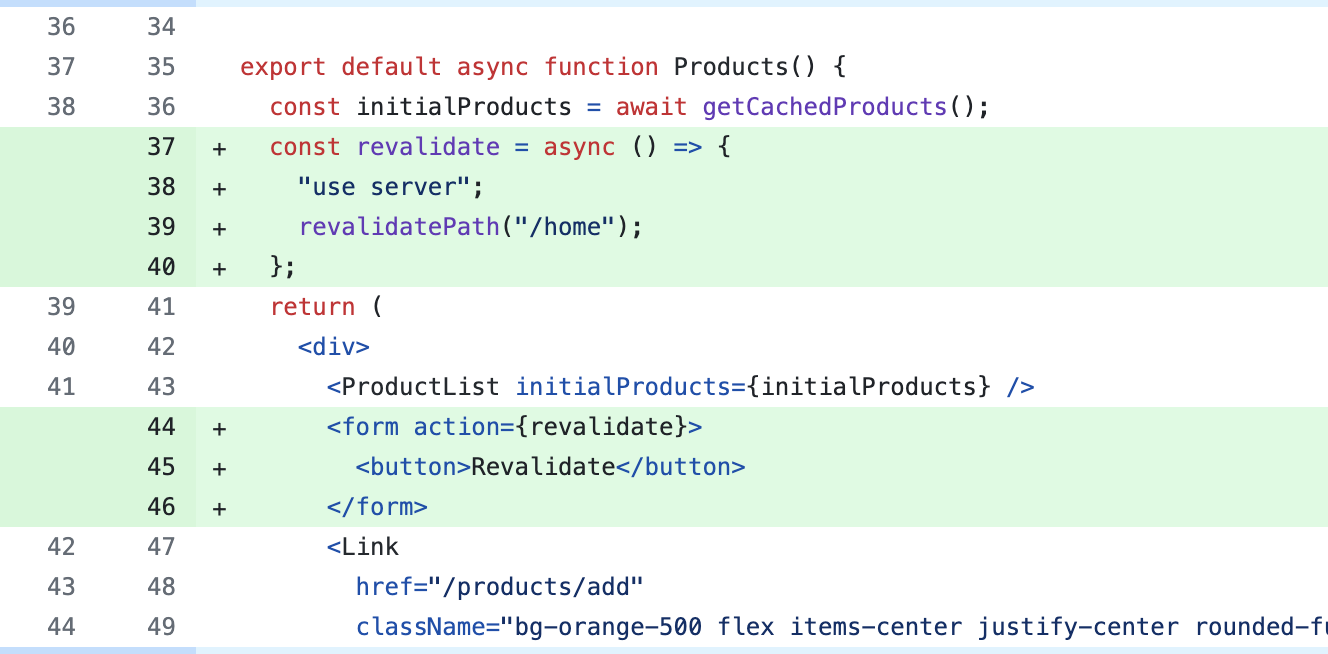 36 34
37 35 export default async function Products() {
38 36 const initialProducts = await getCachedProducts();
37 + const revalidate = async () => {
38 + "use server";
39 + revalidatePath("/home");
40 + };
39 41 return (
40 42 <div>
41 43 <ProductList initialProducts={initialProducts} />
44 + <form action={revalidate}>
45 + <button>Revalidate</button>
46 + </form>
42 47 <Link
43 48 href="/products/add"
44 49 className="bg-orange-500 flex items-center justify-center